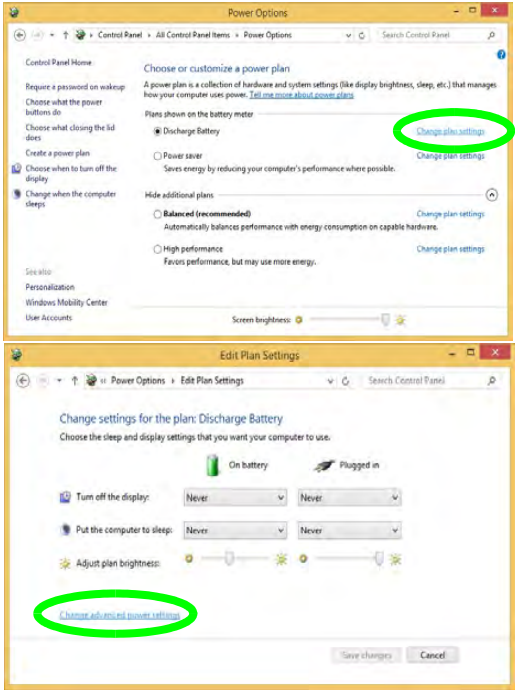 Power Options
Control Panel › All Control Panel Items › Power Options
Search Control Panel
Control Panel Home
Require a password on wakeup
Choose what the power
buttons do
Choose what closing the lid
does
Create a power plan
Choose when to turn off the
display
Change when the computer
sleeps
See also
Personalization
Windows Mobility Center
User Accounts
Choose or customize a power plan
A power plan is a collection of hardware and system settings (like display brightness, sleep, etc.) that manages
how your computer uses power. Tell me more about power plans
Plans shown on the battery meter
Discharge Battery Change plan settings
Power saver Change plan settings
Saves energy by reducing your computer's performance where possible.
Hide additional plans
Balanced (recommended) Change plan settings
Automatically balances performance with energy consumption on capable hardware.
High performance Change plan settings
Favors performance, but may use more energy.
Screen brightness:
Edit Plan Settings
« Power Options › Edit Plan Settings
Search Control Panel
Change settings for the plan: Discharge Battery
Choose the sleep and display settings that you want your computer to use.
On battery Plugged in
Turn off the display: Never Never
Put the computer to sleep: Never Never
Adjust plan brightness:
Change advanced power settings
Save changes Cancel